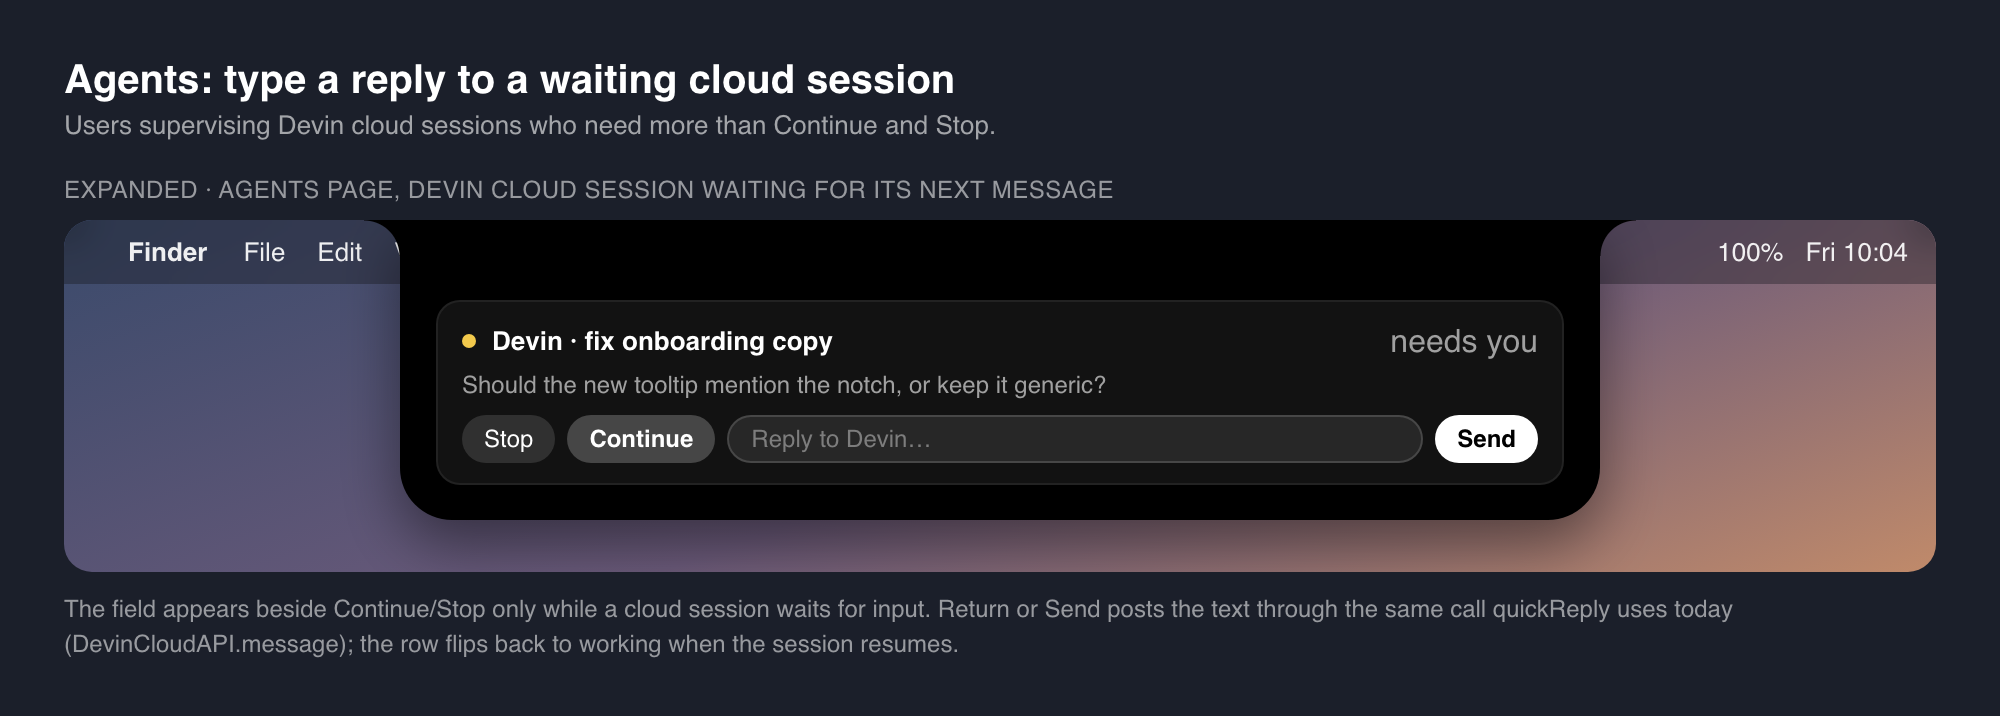 Agents: type a reply to a waiting cloud session
Users supervising Devin cloud sessions who need more than Continue and Stop.
EXPANDED · AGENTS PAGE, DEVIN CLOUD SESSION WAITING FOR ITS NEXT MESSAGE
Finder File Edit 100% Fri 10:04
Devin · fix onboarding copy needs you
Should the new tooltip mention the notch, or keep it generic?
Stop Continue Reply to Devin… Send
The field appears beside Continue/Stop only while a cloud session waits for input. Return or Send posts the text through the same call quickReply uses today
(DevinCloudAPI.message); the row flips back to working when the session resumes.